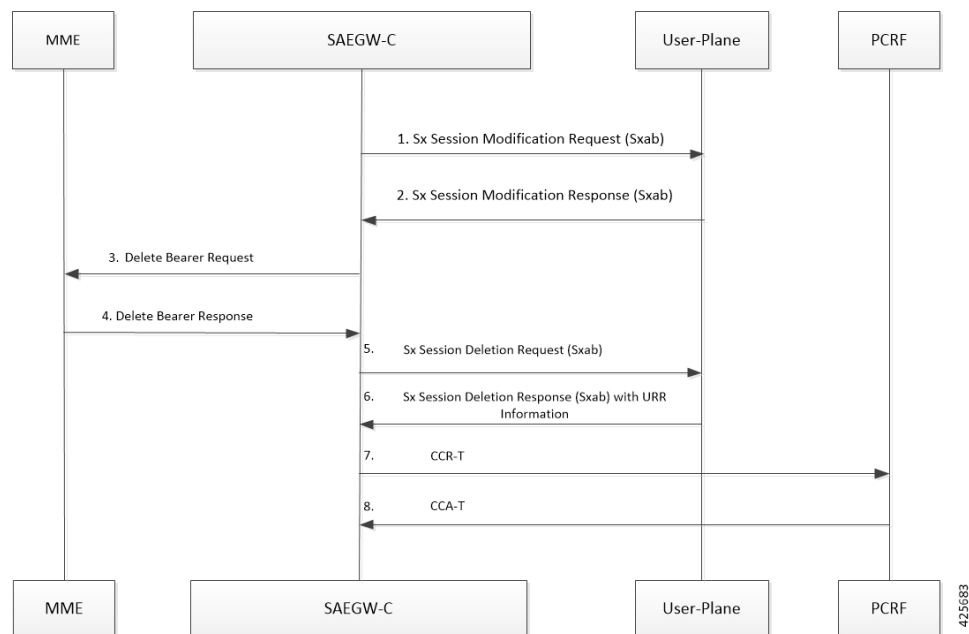 MME
SAEGW-C
User-Plane
PCRF
1. Sx Session Modification Request (Sxab)
2. Sx Session Modification Response (Sxab)
3. Delete Bearer Request
4. Delete Bearer Response
5. Sx Session Deletion Request (Sxab)
6. Sx Session Deletion Response (Sxab) with URR
Information
7. CCR-T
8. CCA-T
MME
SAEGW-C
User-Plane
PCRF
425683